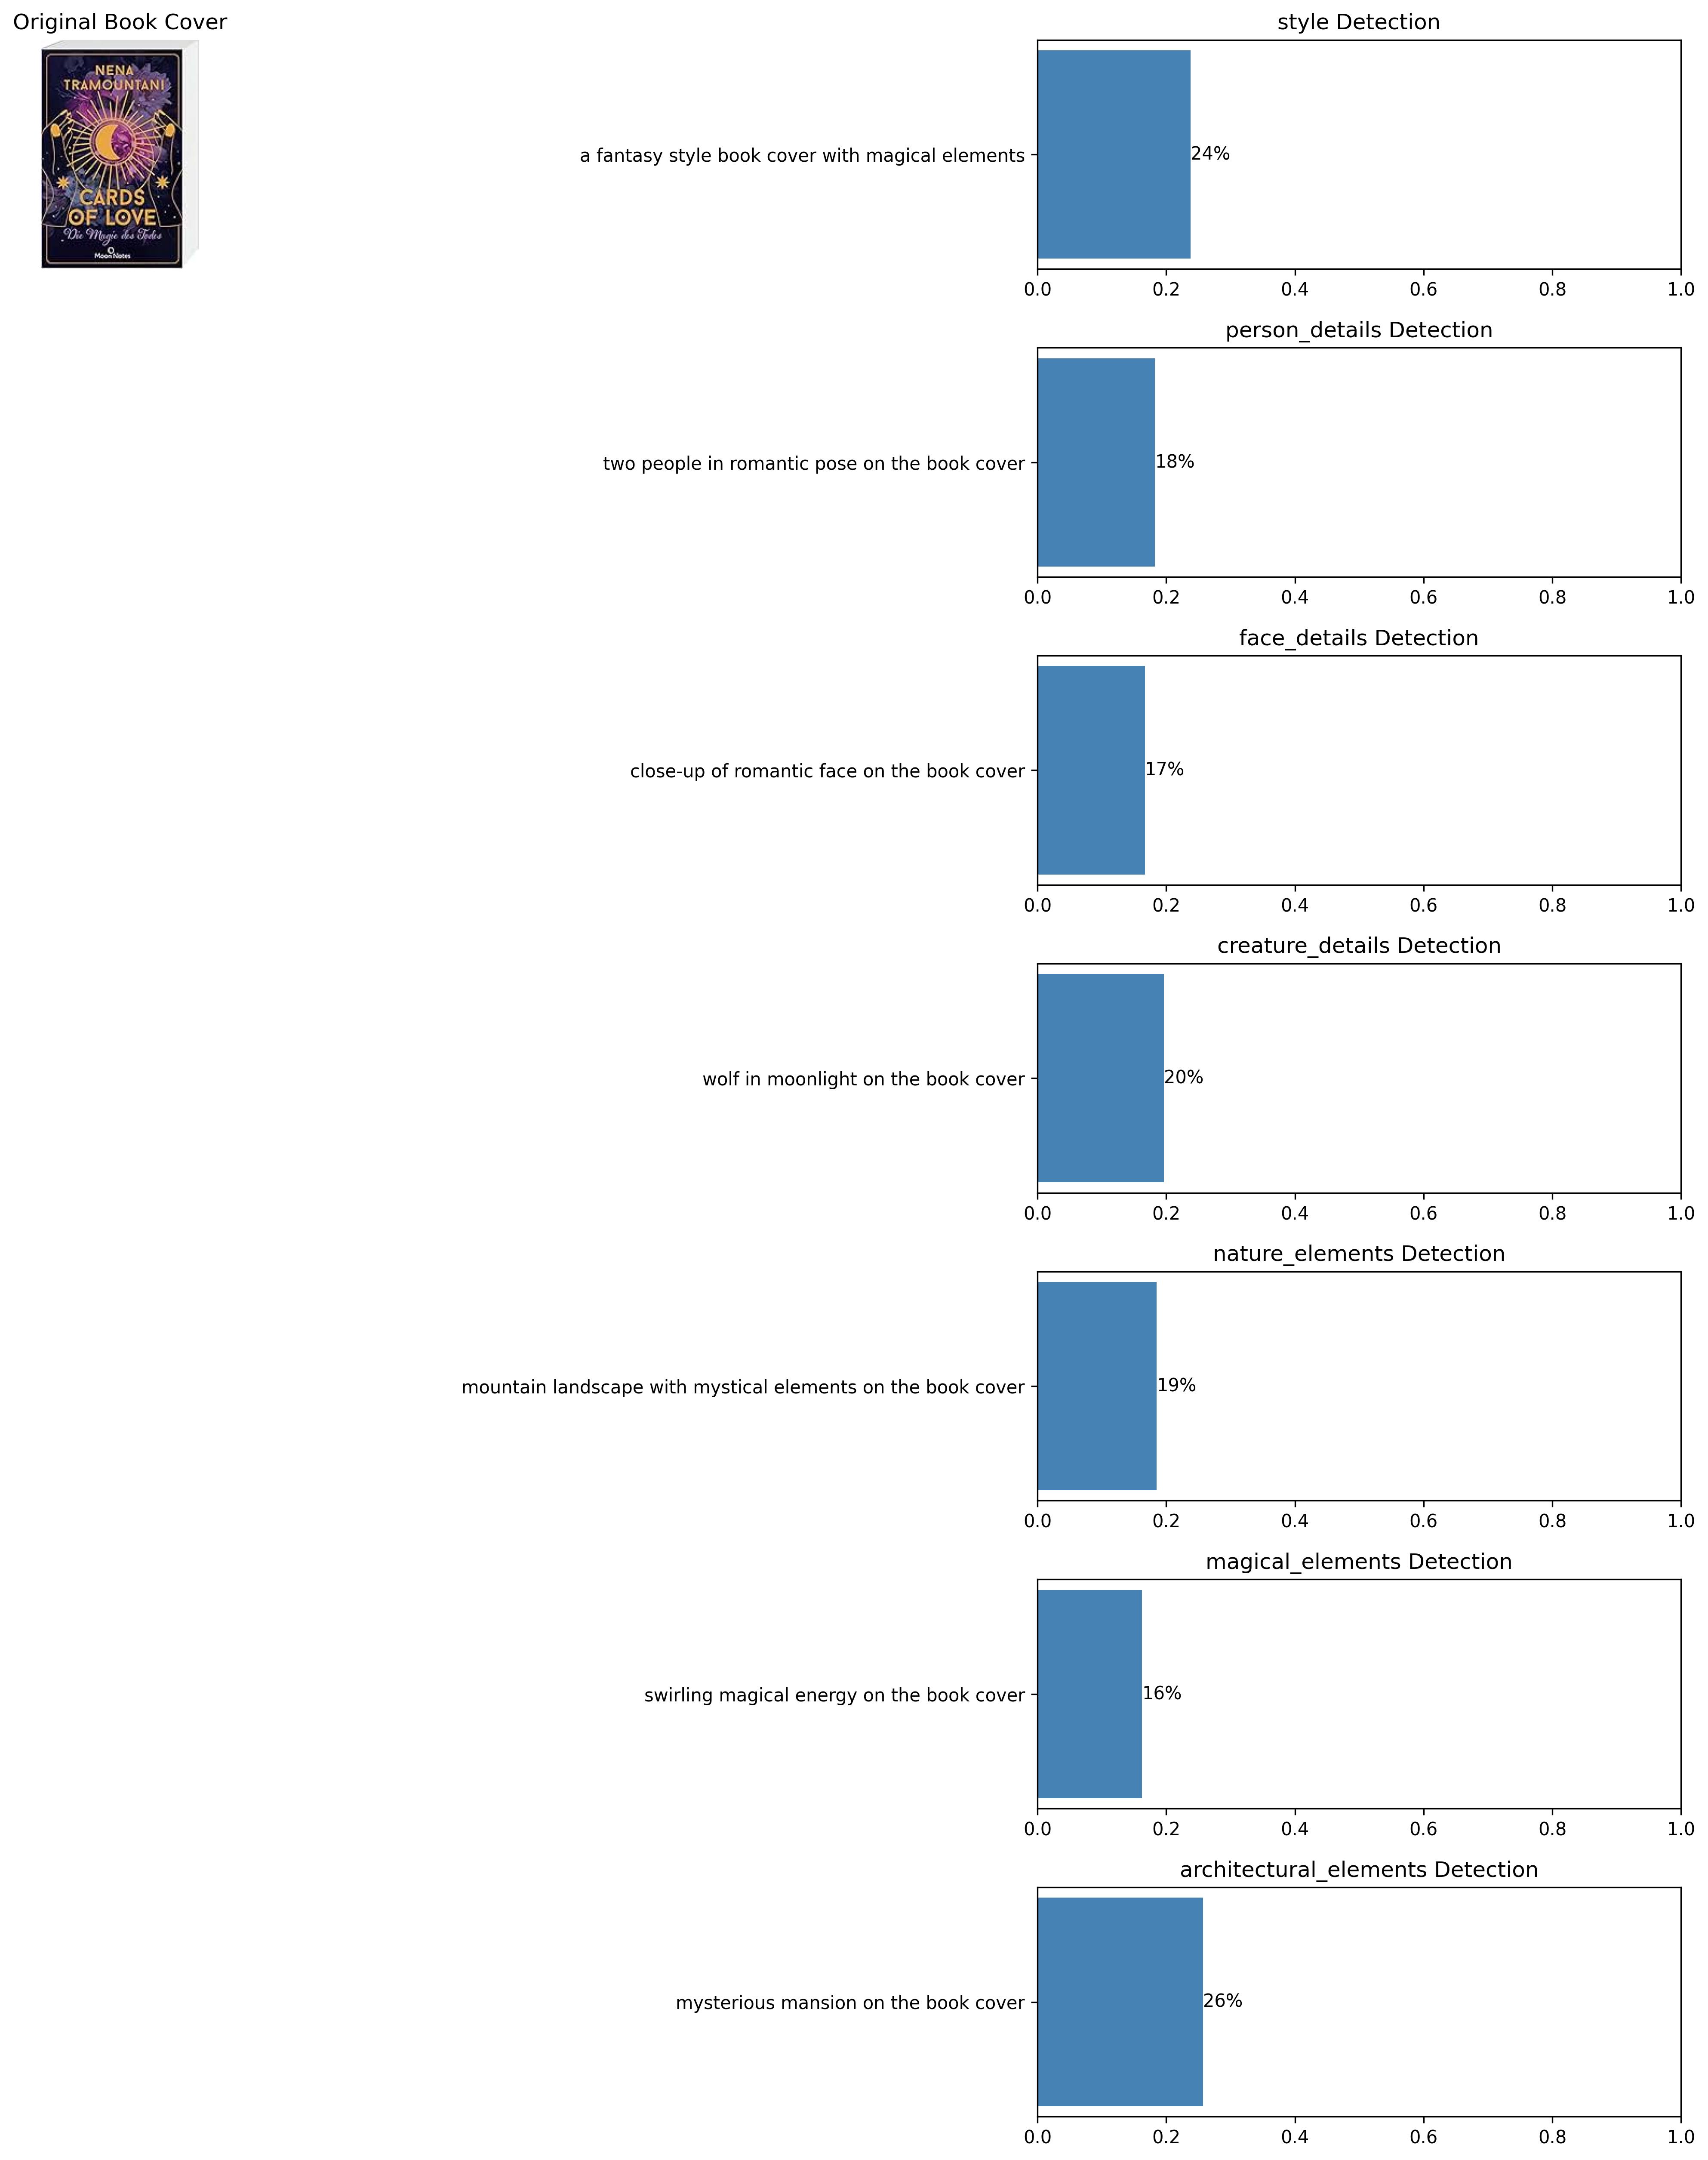 Original Book Cover
NENA
TRAMOUNTANI
CARDS
OF LOVE
Die Magie des Todes
Moon Notes
style Detection
a fantasy style book cover with magical elements
24%
0.0 0.2 0.4 0.6 0.8 1.0
person_details Detection
two people in romantic pose on the book cover
18%
0.0 0.2 0.4 0.6 0.8 1.0
face_details Detection
close-up of romantic face on the book cover
17%
0.0 0.2 0.4 0.6 0.8 1.0
creature_details Detection
wolf in moonlight on the book cover
20%
0.0 0.2 0.4 0.6 0.8 1.0
nature_elements Detection
mountain landscape with mystical elements on the book cover
19%
0.0 0.2 0.4 0.6 0.8 1.0
magical_elements Detection
swirling magical energy on the book cover
16%
0.0 0.2 0.4 0.6 0.8 1.0
architectural_elements Detection
mysterious mansion on the book cover
26%
0.0 0.2 0.4 0.6 0.8 1.0